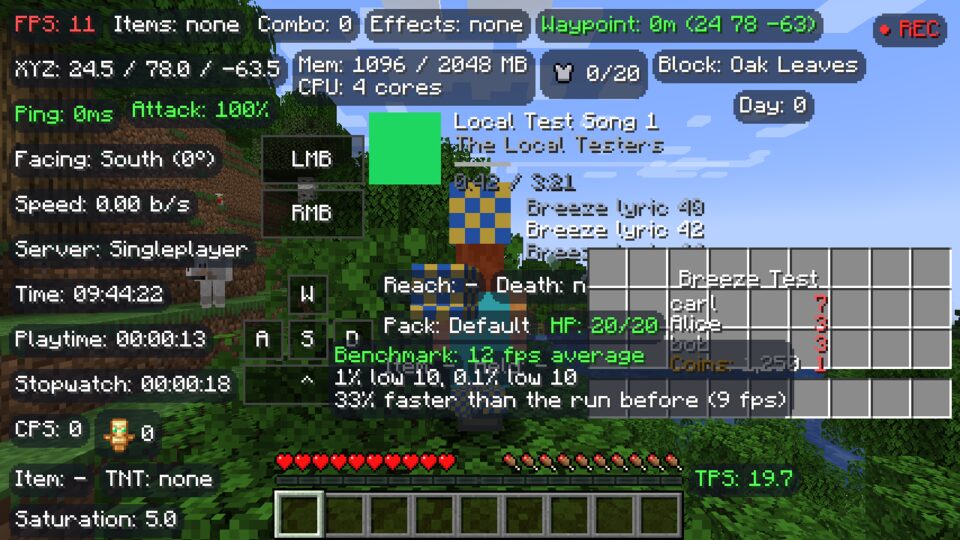 FPS: 11 Items: none Combo: 0 Effects: none Waypoint: 0m (24 78 -63) REC
XYZ: 24.5 / 78.0 / -63.5
Mem: 1096 / 2048 MB
CPU: 4 cores
0/20
Block: Oak Leaves
Day: 0
Ping: 0ms Attack: 100%
Local Test Song 1
The Local Testers
0:42 / 3:21
Facing: South (0°)
LMB
RMB
Speed: 0.00 b/s
Breeze lyric 40
Breeze lyric 42
Breeze lyric 44
Server: Singleplayer
Time: 09:44:22
W
A S D
^
Reach: - Death: n
Breeze Test
carl 7
Alice 3
bob 3
Coins: 1,250 1
Playtime: 00:00:13
Pack: Default HP: 20/20
Benchmark: 12 fps average
1% low 10, 0.1% low 10
33% faster than the run before (9 fps)
Stopwatch: 00:00:18
CPS: 0
0
Item: - TNT: none
TPS: 19.7
Saturation: 5.0